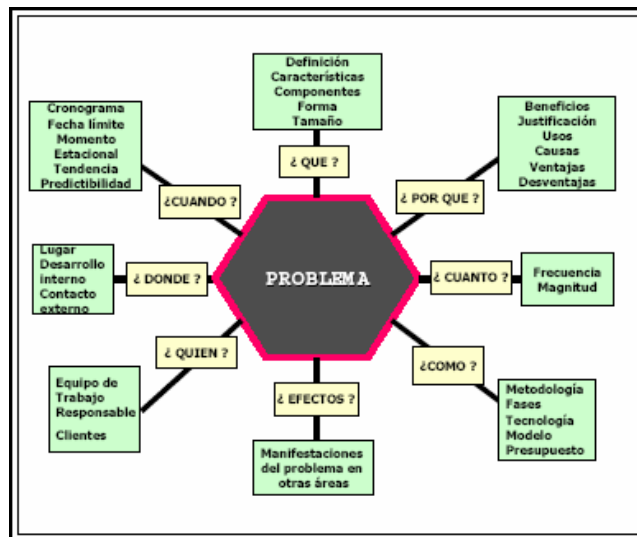 Definición
Características
Componentes
Forma
Tamaño
¿ QUE ?
Cronograma
Fecha límite
Momento
Estacional
Tendencia
Predictibilidad
¿CUANDO ?
Beneficios
Justificación
Usos
Causas
Ventajas
Desventajas
¿ POR QUE ?
Lugar
Desarrollo
interno
Contacto
externo
¿ DONDE ?
PROBLEMA
¿ CUANTO ?
Frecuencia
Magnitud
¿ QUIEN ?
Equipo de
Trabajo
Responsable
Clientes
¿ EFECTOS ?
Manifestaciones
del problema en
otras áreas
¿COMO ?
Metodología
Fases
Tecnología
Modelo
Presupuesto